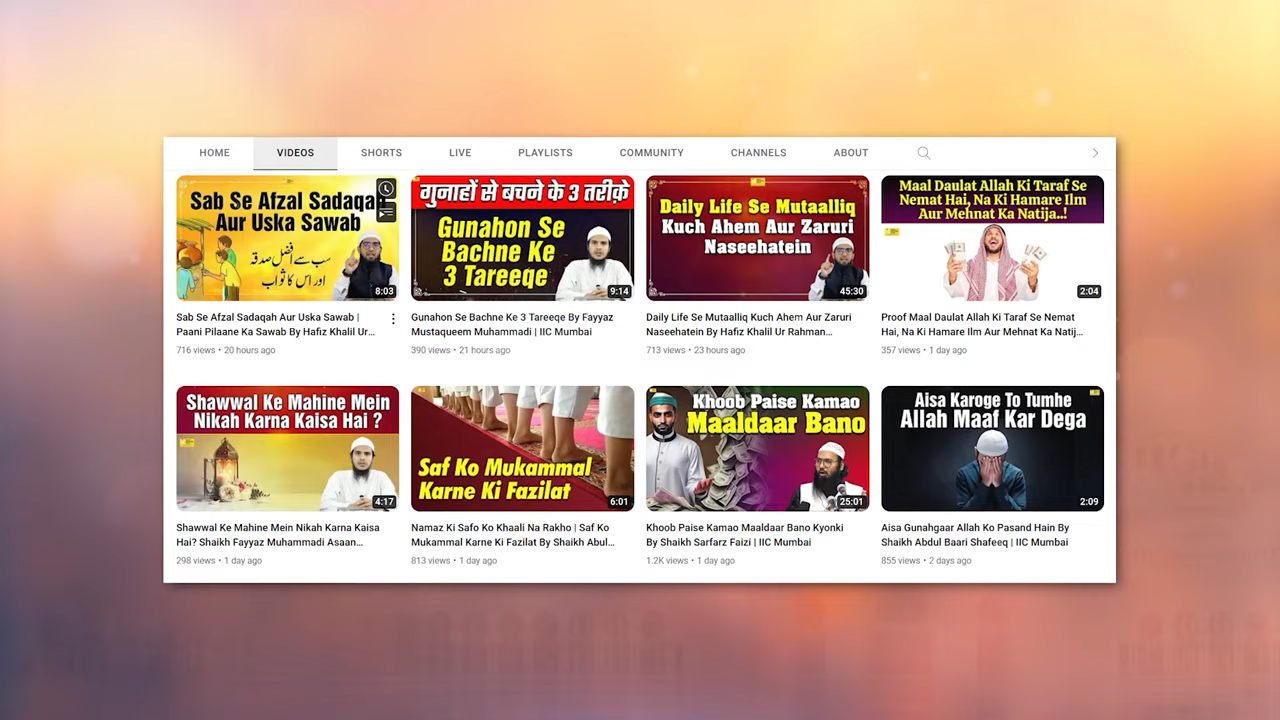 HOME VIDEOS SHORTS LIVE PLAYLISTS COMMUNITY CHANNELS ABOUT
Sab Se Afzal Sadaqah
Aur Uska Sawab
سب سے افضل صدقہ
اور اس کا ثواب
8:03
गुनाहों से बचने के 3 तरीक़े
Gunahon Se
Bachne Ke
3 Tareeqe
9:14
Daily Life Se Mutaalliq
Kuch Ahem Aur Zaruri
Naseehatein
45:30
Maal Daulat Allah Ki Taraf Se
Nemat Hai, Na Ki Hamare Ilm
Aur Mehnat Ka Natija..!
2:04
Sab Se Afzal Sadaqah Aur Uska Sawab |
Paani Pilaane Ka Sawab By Hafiz Khalil Ur...
716 views • 20 hours ago
Gunahon Se Bachne Ke 3 Tareeqe By Fayyaz
Mustaqueem Muhammadi | IIC Mumbai
390 views • 21 hours ago
Daily Life Se Mutaalliq Kuch Ahem Aur Zaruri
Naseehatein By Hafiz Khalil Ur Rahman...
713 views • 23 hours ago
Proof Maal Daulat Allah Ki Taraf Se Nemat
Hai, Na Ki Hamare Ilm Aur Mehnat Ka Natij...
357 views • 1 day ago
Shawwal Ke Mahine Mein
Nikah Karna Kaisa Hai ?
4:17
Saf Ko Mukammal
Karne Ki Fazilat
6:01
Khoob Paise Kamao
Maaldaar Bano
25:01
Aisa Karoge To Tumhe
Allah Maaf Kar Dega
2:09
Shawwal Ke Mahine Mein Nikah Karna Kaisa
Hai? Shaikh Fayyaz Muhammadi Asaan...
298 views • 1 day ago
Namaz Ki Safo Ko Khaali Na Rakho | Saf Ko
Mukammal Karne Ki Fazilat By Shaikh Abul...
813 views • 1 day ago
Khoob Paise Kamao Maaldaar Bano Kyonki
By Shaikh Sarfarz Faizi | IIC Mumbai
1.2K views • 1 day ago
Aisa Gunahgaar Allah Ko Pasand Hain By
Shaikh Abdul Baari Shafeeq | IIC Mumbai
855 views • 2 days ago